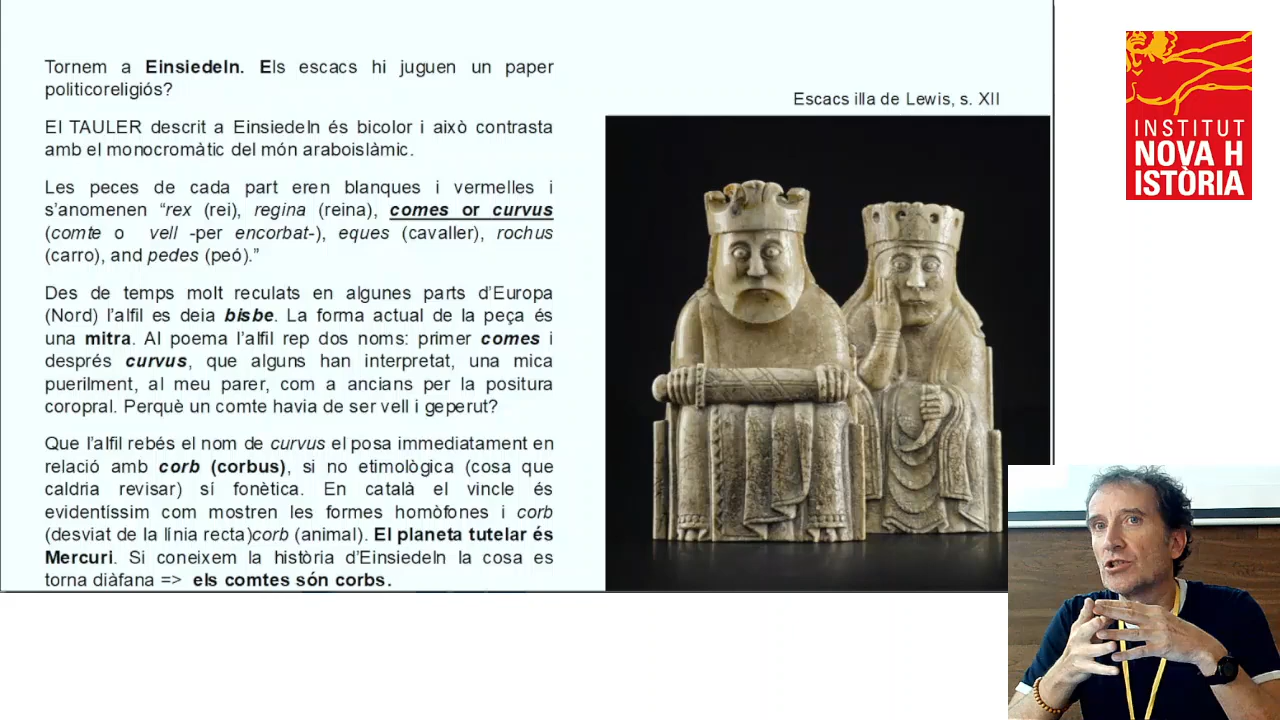 Tornem a Einsiedeln. Els escacs hi juguen un paper
politicoreligiós?
El TAULER descrit a Einsiedeln és bicolor i això contrasta
amb el monocromàtic del món araboislàmic.
Les peces de cada part eren blanques i vermelles i
s’anomenen “rex (rei), regina (reina), comes or curvus
(comte o vell -per encorbat-), eques (cavaller), rochus
(carro), and pedes (peó).”
Des de temps molt reculats en algunes parts d’Europa
(Nord) l’alfil es deia bisbe. La forma actual de la peça és
una mitra. Al poema l’alfil rep dos noms: primer comes i
després curvus, que alguns han interpretat, una mica
puerilment, al meu parer, com a ancians per la positura
coropral. Perquè un comte havia de ser vell i geperut?
Que l’alfil rebés el nom de curvus el posa immediatament en
relació amb corb (corbus), si no etimològica (cosa que
caldria revisar) sí fonètica. En català el vincle és
evidentíssim com mostren les formes homòfones i corb
(desviat de la línia recta)corb (animal). El planeta tutelar és
Mercuri. Si coneixem la història d’Einsiedeln la cosa es
torna diàfana => els comtes són corbs.
Escacs illa de Lewis, s. XII
INSTITUT
NOVA H
ISTÒRIA